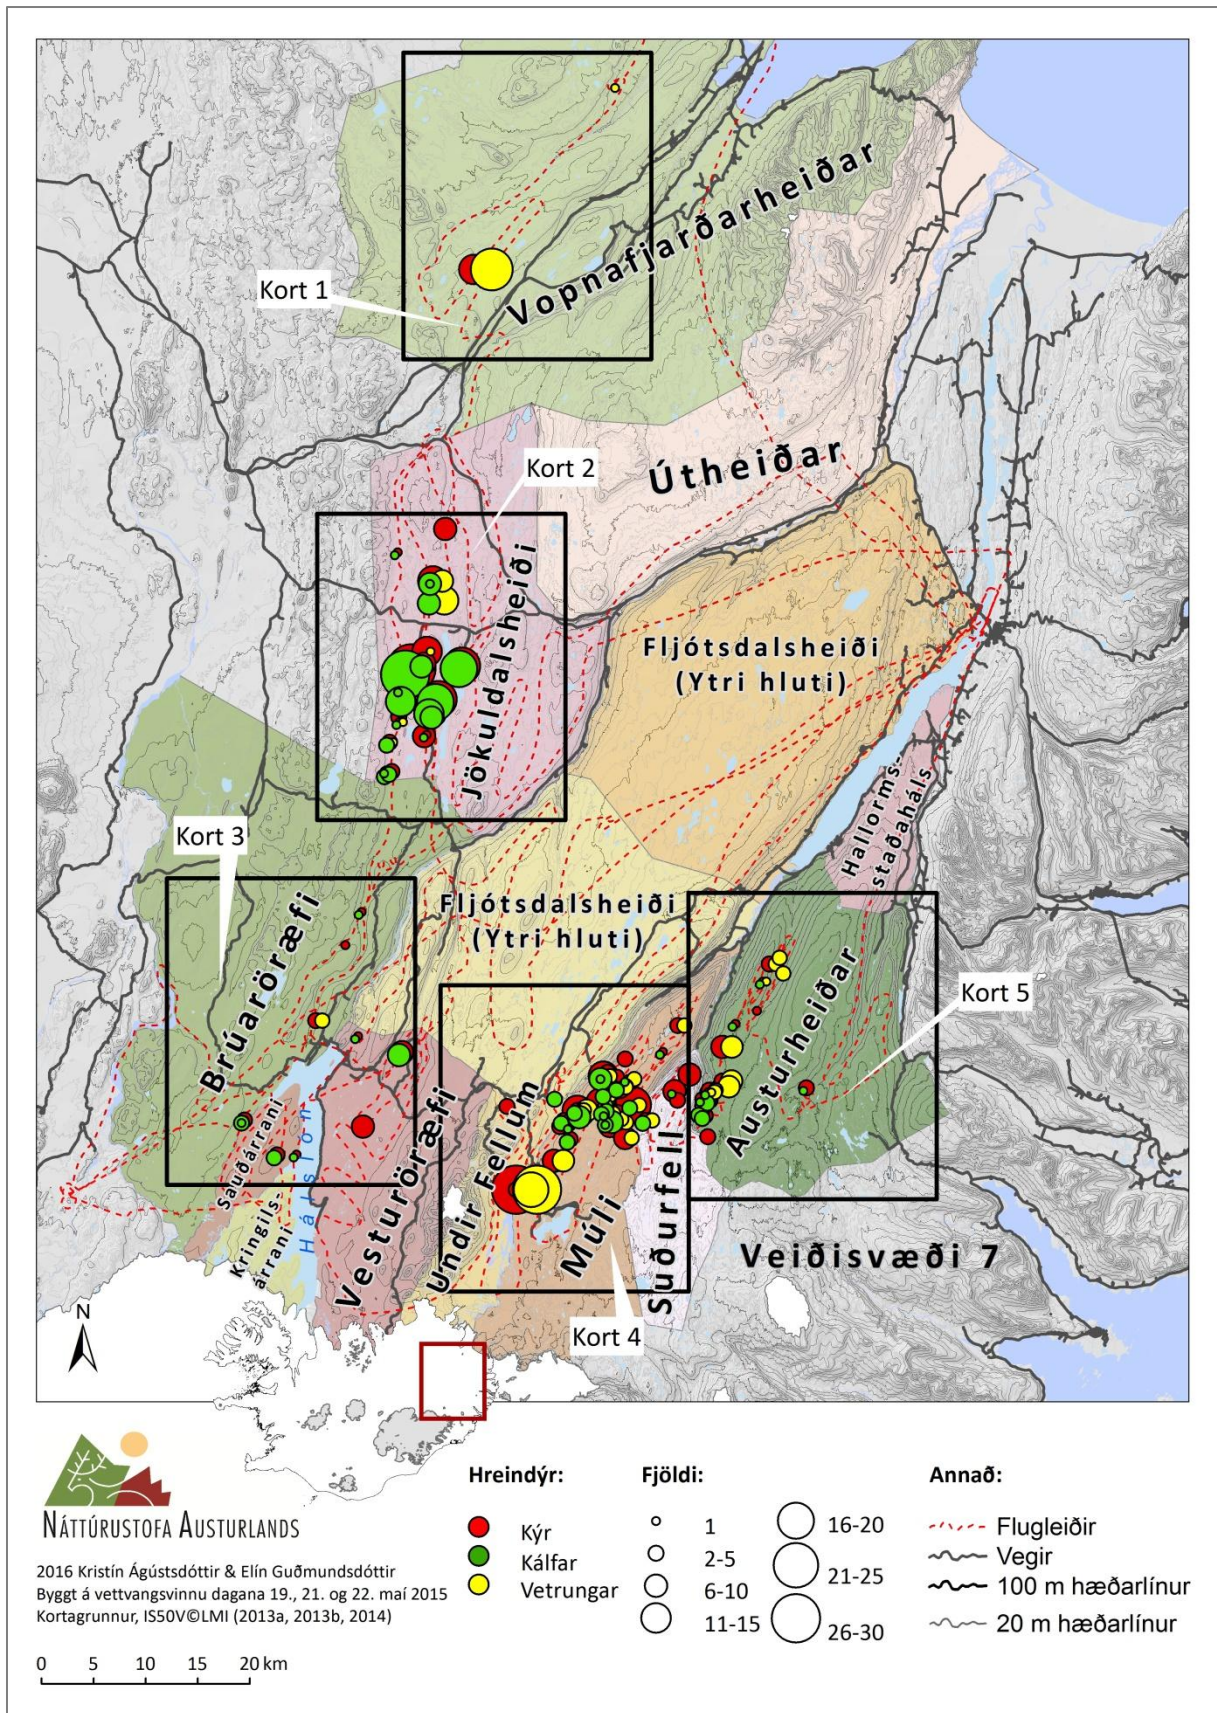 Kort 1
Vopnafjarðarheiðar
Kort 2
Útheiðar
Jökuldalsheiði
Fljótsdalsheiði
(Ytri hluti)
Hallorms-
staðaháls
Kort 3
Fljótsdalsheiði
(Ytri hluti)
Brúaröræfi
Austurheiðar
Kort 5
Sauðárrani
Kringils-
árrani
Hálslón
Vesturöræfi
Undir Fellum
Múli
Suðurfell
Veiðisvæði 7
Kort 4
N
NÁTTÚRUSTOFA AUSTURLANDS
2016 Kristín Ágústsdóttir & Elín Guðmundsdóttir
Byggt á vettvangsvinnu dagana 19., 21. og 22. maí 2015
Kortagrunnur, IS50V©LMI (2013a, 2013b, 2014)
0 5 10 15 20 km
Hreindýr:
Kýr
Kálfar
Vetrungar
Fjöldi:
1
2-5
6-10
11-15
16-20
21-25
26-30
Annað:
Flugleiðir
Vegir
100 m hæðarlínur
20 m hæðarlínur